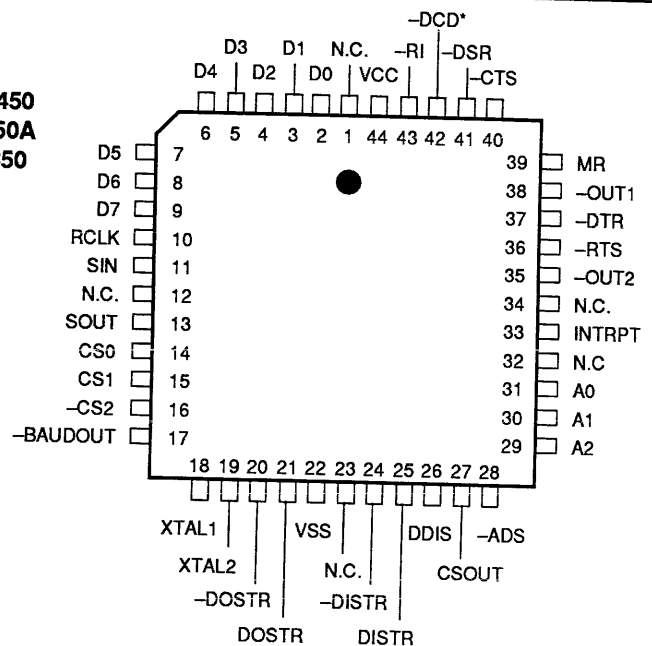 –DCD*
D3 D1 N.C. –RI –DSR
D4 D2 D0 VCC –CTS
6 5 4 3 2 1 44 43 42 41 40
450
50A
50
D5 7
D6 8
D7 9
RCLK 10
SIN 11
N.C. 12
SOUT 13
CS0 14
CS1 15
–CS2 16
–BAUDOUT 17
39 MR
38 –OUT1
37 –DTR
36 –RTS
35 –OUT2
34 N.C.
33 INTRPT
32 N.C
31 A0
30 A1
29 A2
18 19 20 21 22 23 24 25 26 27 28
XTAL1 VSS DDIS –ADS
XTAL2 N.C. CSOUT
–DOSTR –DISTR
DOSTR DISTR